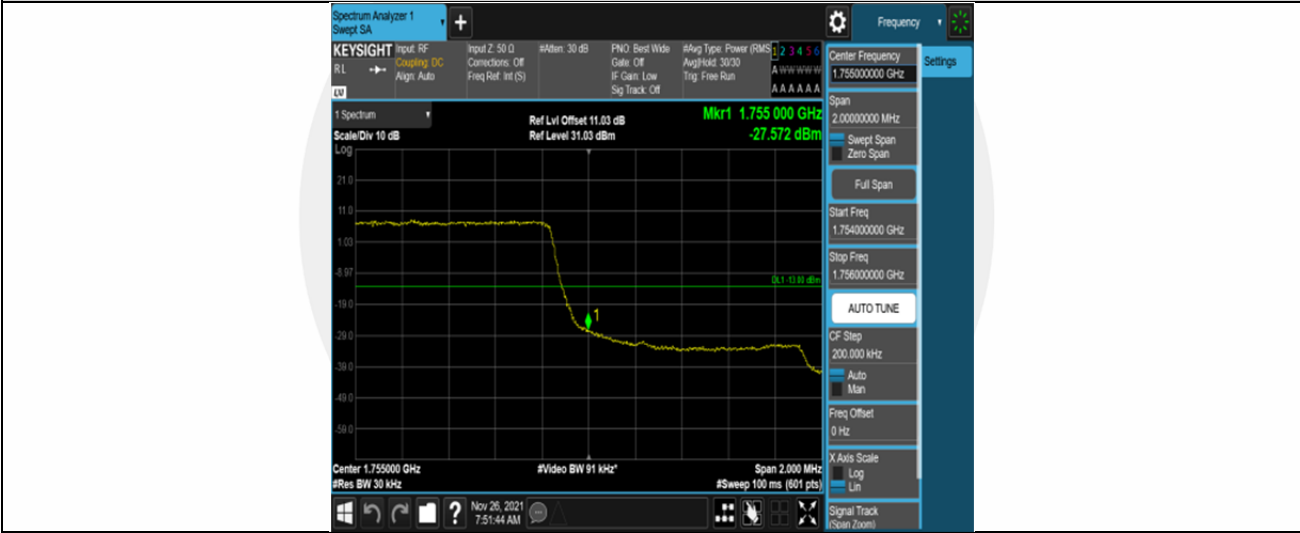 Spectrum Analyzer 1
Swept SA
+
Frequency
KEYSIGHT
RL
Input: RF
Coupling: DC
Align: Auto
Input Z: 50 Ω
Corrections: Off
Freq Ref: Int (S)
#Atten: 30 dB
PNO: Best Wide
Gate: Off
IF Gain: Low
Sig Track: Off
#Avg Type: Power (RMS
Avg|Hold: 30/30
Trig: Free Run
1 2 3 4 5 6
A W W W W W
A A A A A A
1 Spectrum
Scale/Div 10 dB
Ref Lvl Offset 11.03 dB
Ref Level 31.03 dBm
Mkr1 1.755 000 GHz
-27.572 dBm
Log
21.0
11.0
1.03
-8.97
-19.0
-29.0
-39.0
-49.0
-59.0
DL1 -13.00 dBm
1
Center 1.755000 GHz
#Res BW 30 kHz
#Video BW 91 kHz*
Span 2.000 MHz
#Sweep 100 ms (601 pts)
?
Nov 26, 2021
7:51:44 AM
Center Frequency
1.755000000 GHz
Span
2.00000000 MHz
Swept Span
Zero Span
Full Span
Start Freq
1.754000000 GHz
Stop Freq
1.756000000 GHz
AUTO TUNE
CF Step
200.000 kHz
Auto
Man
Freq Offset
0 Hz
X Axis Scale
Log
Lin
Signal Track
(Span Zoom)
Settings